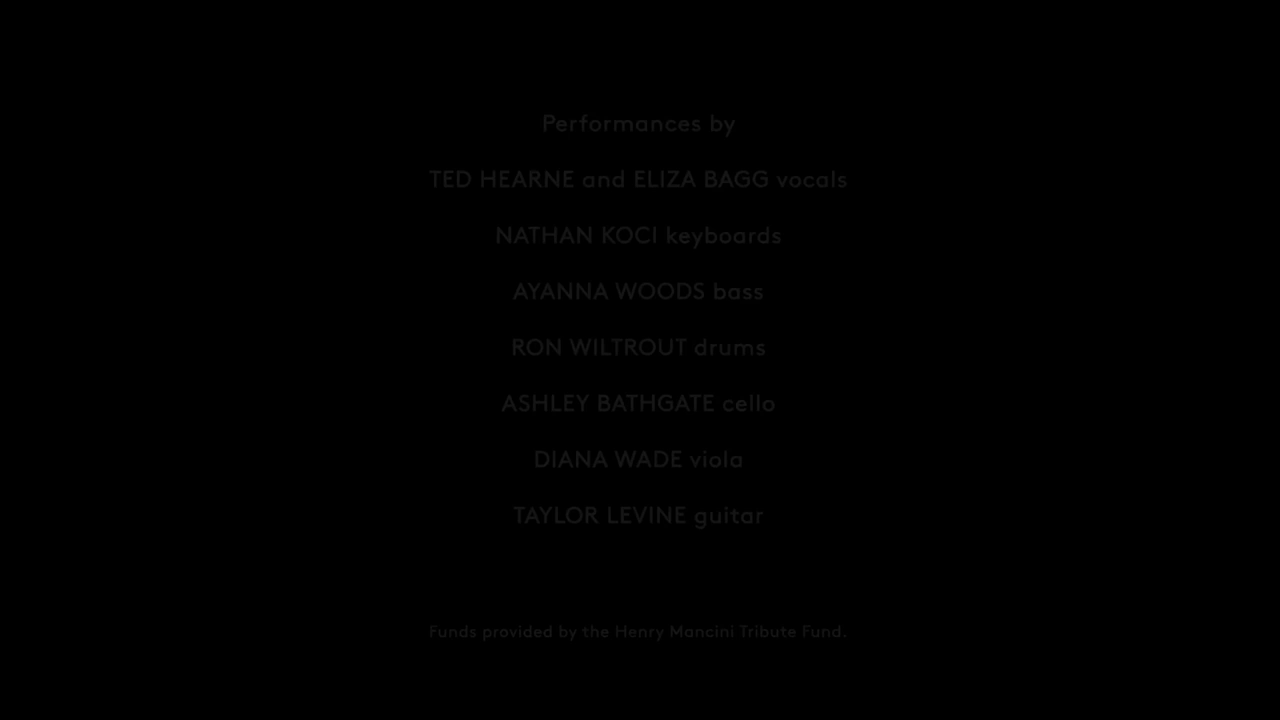 Performances by
TED HEARNE and ELIZA BAGG vocals
NATHAN KOCI keyboards
AYANNA WOODS bass
RON WILTROUT drums
ASHLEY BATHGATE cello
DIANA WADE viola
TAYLOR LEVINE guitar
Funds provided by the Henry Mancini Tribute Fund.